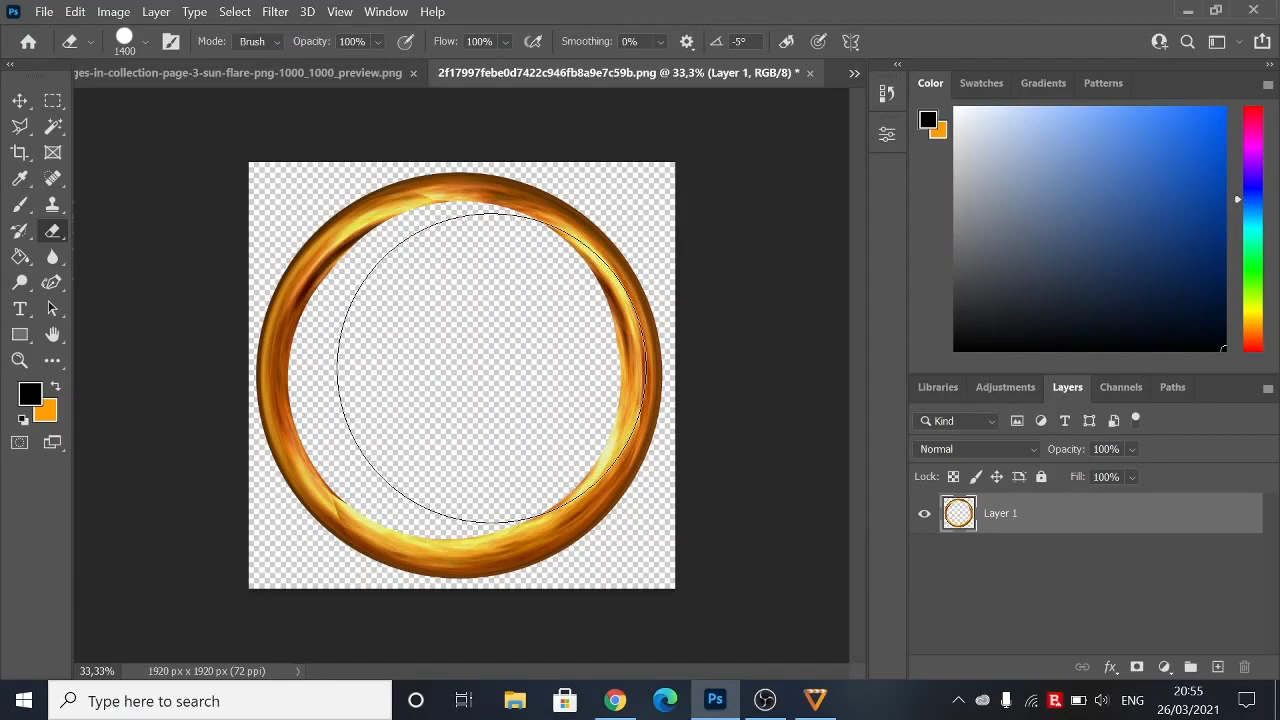 Ps File Edit Image Layer Type Select Filter 3D View Window Help
1400 Mode: Brush Opacity: 100% Flow: 100% Smoothing: 0% -5°
ges-in-collection-page-3-sun-flare-png-1000_1000_preview.png × 2f17997febe0d7422c946fb8a9e7c59b.png @ 33,3% (Layer 1, RGB/8) * ×
Color Swatches Gradients Patterns
Libraries Adjustments Layers Channels Paths
Kind
Normal Opacity: 100%
Lock: Fill: 100%
Layer 1
33,33% 1920 px x 1920 px (72 ppi)
fx
Type here to search
Ps
ENG
20:55
26/03/2021